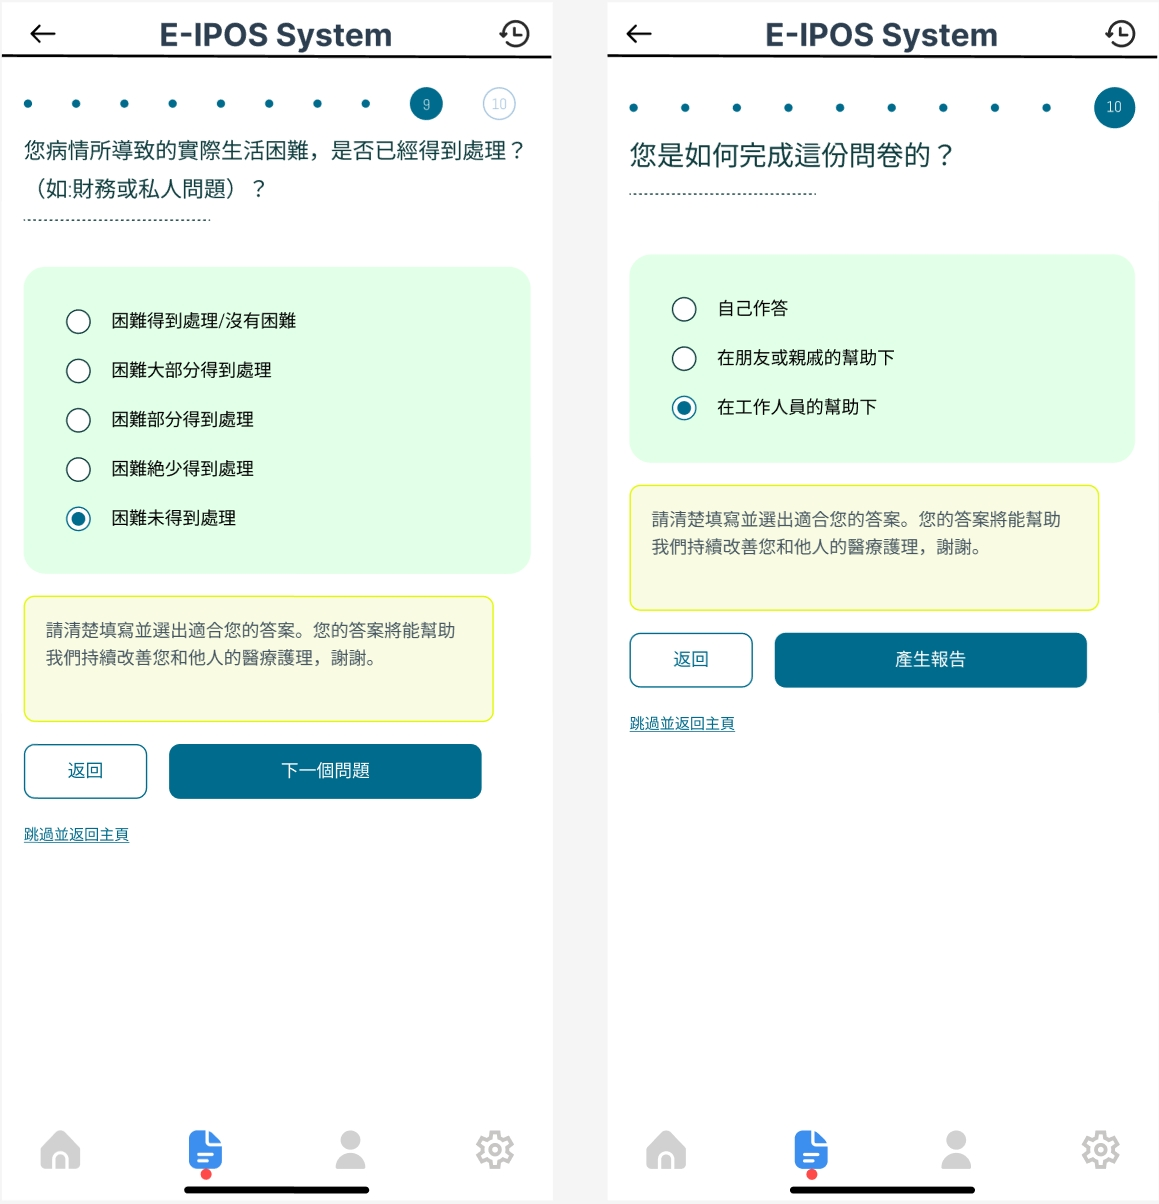 E-IPOS System
9
10
您病情所導致的實際生活困難，是否已經得到處理？
（如:財務或私人問題）？
困難得到處理/沒有困難
困難大部分得到處理
困難部分得到處理
困難絶少得到處理
困難未得到處理
請清楚填寫並選出適合您的答案。您的答案將能幫助
我們持續改善您和他人的醫療護理，謝謝。
返回
下一個問題
跳過並返回主頁
E-IPOS System
10
您是如何完成這份問卷的？
自己作答
在朋友或親戚的幫助下
在工作人員的幫助下
請清楚填寫並選出適合您的答案。您的答案將能幫助
我們持續改善您和他人的醫療護理，謝謝。
返回
產生報告
跳過並返回主頁